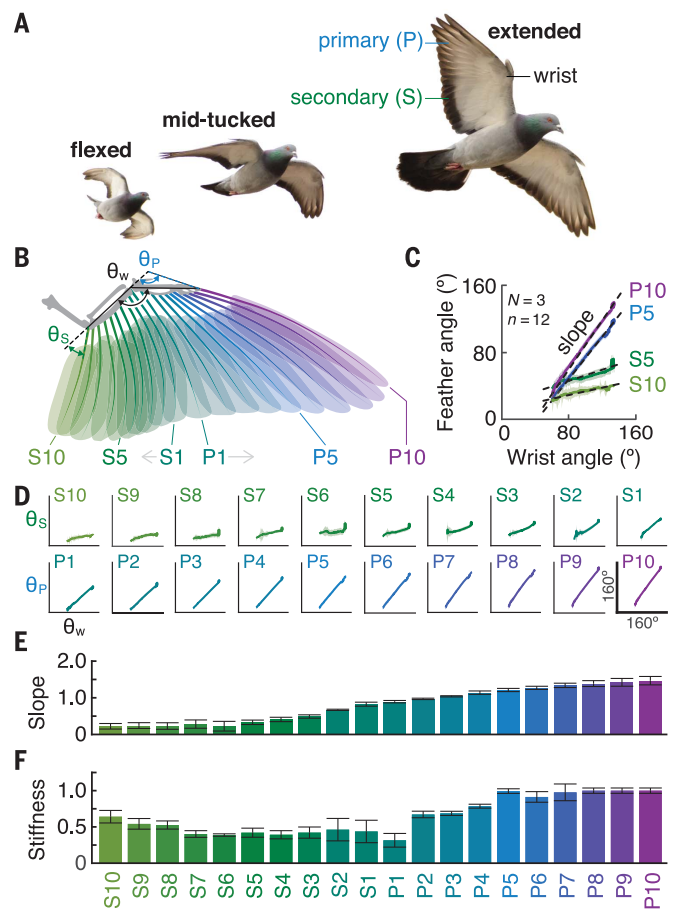 A
primary (P)
extended
wrist
secondary (S)
mid-tucked
flexed
B
θP
θw
θS
S10 S5 S1 P1 P5 P10
C
Feather angle (º)
160
80
0
N = 3
n = 12
slope
P10
P5
S5
S10
0 80 160
Wrist angle (º)
D
θS
S10 S9 S8 S7 S6 S5 S4 S3 S2 S1
θP
P1 P2 P3 P4 P5 P6 P7 P8 P9 P10
θw
160º
160º
E
Slope
2.0
1.0
0
F
Stiffness
1.0
0.5
0
S10 S9 S8 S7 S6 S5 S4 S3 S2 S1 P1 P2 P3 P4 P5 P6 P7 P8 P9 P10